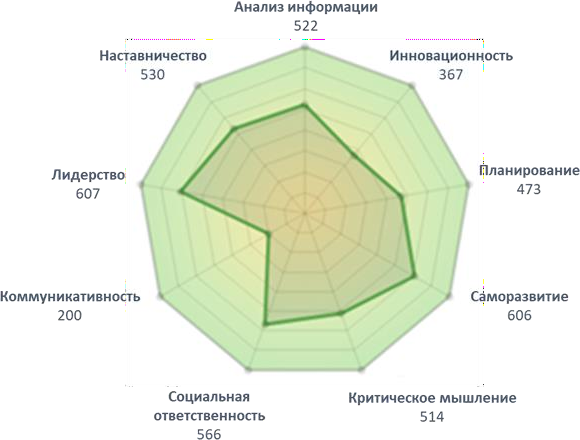 Анализ информации
522
Наставничество
530
Инновационность
367
Лидерство
607
Планирование
473
Коммуникативность
200
Саморазвитие
606
Социальная
ответственность
566
Критическое мышление
514